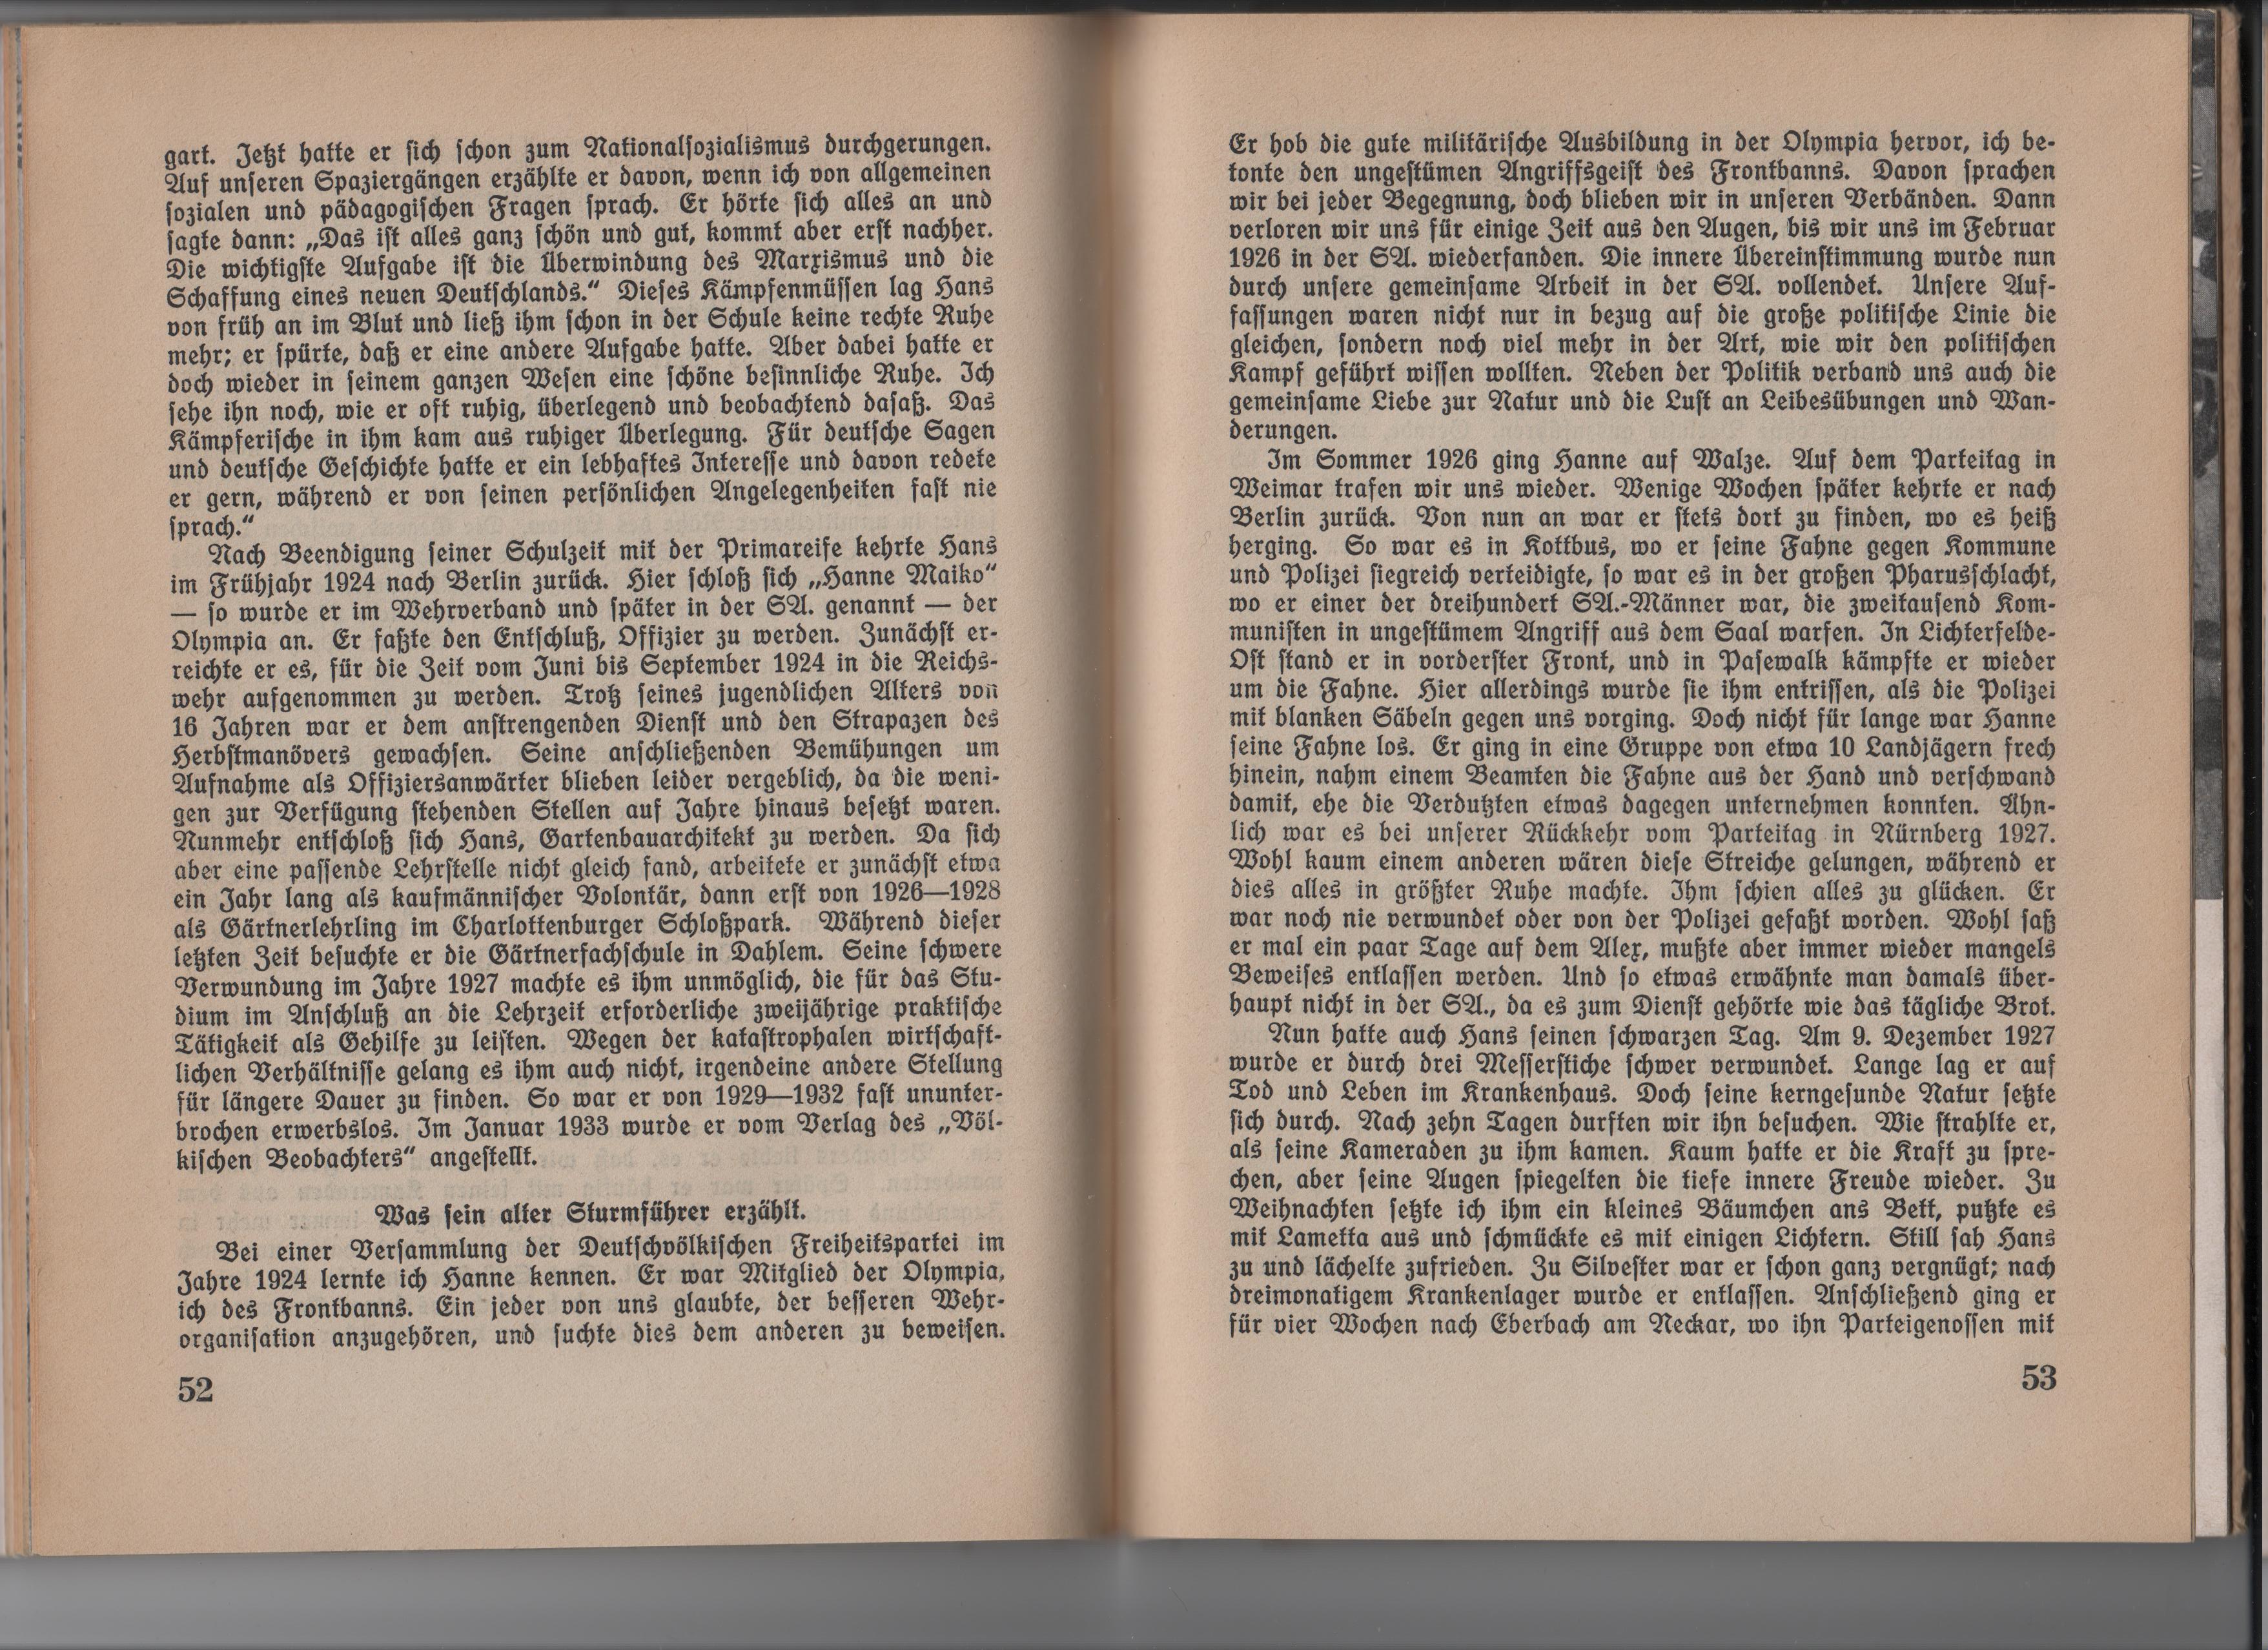 gart. Jetzt hatte er sich schon zum Nationalsozialismus durchgerungen.
Auf unseren Spaziergängen erzählte er davon, wenn ich von allgemeinen
sozialen und pädagogischen Fragen sprach. Er hörte sich alles an und
sagte dann: „Das ist alles ganz schön und gut, kommt aber erst nachher.
Die wichtigste Aufgabe ist die Überwindung des Marxismus und die
Schaffung eines neuen Deutschlands.“ Dieses Kämpfenmüssen lag Hans
von früh an im Blut und ließ ihm schon in der Schule keine rechte Ruhe
mehr; er spürte, daß er eine andere Aufgabe hatte. Aber dabei hatte er
doch wieder in seinem ganzen Wesen eine schöne besinnliche Ruhe. Ich
sehe ihn noch, wie er oft ruhig, überlegend und beobachtend dasaß. Das
Kämpferische in ihm kam aus ruhiger Überlegung. Für deutsche Sagen
und deutsche Geschichte hatte er ein lebhaftes Interesse und davon redete
er gern, während er von seinen persönlichen Angelegenheiten fast nie
sprach.“
Nach Beendigung seiner Schulzeit mit der Primareife kehrte Hans
im Frühjahr 1924 nach Berlin zurück. Hier schloß sich „Hanne Maiko“
— so wurde er im Wehrverband und später in der SA. genannt — der
Olympia an. Er faßte den Entschluß, Offizier zu werden. Zunächst er-
reichte er es, für die Zeit vom Juni bis September 1924 in die Reichs-
wehr aufgenommen zu werden. Trotz seines jugendlichen Alters von
16 Jahren war er dem anstrengenden Dienst und den Strapazen des
Herbstmanövers gewachsen. Seine anschließenden Bemühungen um
Aufnahme als Offiziersanwärter blieben leider vergeblich, da die weni-
gen zur Verfügung stehenden Stellen auf Jahre hinaus besetzt waren.
Nunmehr entschloß sich Hans, Gartenbauarchitekt zu werden. Da sich
aber eine passende Lehrstelle nicht gleich fand, arbeitete er zunächst etwa
ein Jahr lang als kaufmännischer Volontär, dann erst von 1926—1928
als Gärtnerlehrling im Charlottenburger Schloßpark. Während dieser
letzten Zeit besuchte er die Gärtnerfachschule in Dahlem. Seine schwere
Verwundung im Jahre 1927 machte es ihm unmöglich, die für das Stu-
dium im Anschluß an die Lehrzeit erforderliche zweijährige praktische
Tätigkeit als Gehilfe zu leisten. Wegen der katastrophalen wirtschaft-
lichen Verhältnisse gelang es ihm auch nicht, irgendeine andere Stellung
für längere Dauer zu finden. So war er von 1929—1932 fast ununter-
brochen erwerbslos. Im Januar 1933 wurde er vom Verlag des „Völ-
kischen Beobachters“ angestellt.
Was sein alter Sturmführer erzählt.
Bei einer Versammlung der Deutschvölkischen Freiheitspartei im
Jahre 1924 lernte ich Hanne kennen. Er war Mitglied der Olympia,
ich des Frontbanns. Ein jeder von uns glaubte, der besseren Wehr-
organisation anzugehören, und suchte dies dem anderen zu beweisen.
52
Er hob die gute militärische Ausbildung in der Olympia hervor, ich be-
tonte den ungestümen Angriffsgeist des Frontbanns. Davon sprachen
wir bei jeder Begegnung, doch blieben wir in unseren Verbänden. Dann
verloren wir uns für einige Zeit aus den Augen, bis wir uns im Februar
1926 in der SA. wiederfanden. Die innere Übereinstimmung wurde nun
durch unsere gemeinsame Arbeit in der SA. vollendet. Unsere Auf-
fassungen waren nicht nur in bezug auf die große politische Linie die
gleichen, sondern noch viel mehr in der Art, wie wir den politischen
Kampf geführt wissen wollten. Neben der Politik verband uns auch die
gemeinsame Liebe zur Natur und die Lust an Leibesübungen und Wan-
derungen.
Im Sommer 1926 ging Hanne auf Walze. Auf dem Parteitag in
Weimar trafen wir uns wieder. Wenige Wochen später kehrte er nach
Berlin zurück. Von nun an war er stets dort zu finden, wo es heiß
herging. So war es in Kottbus, wo er seine Fahne gegen Kommune
und Polizei siegreich verteidigte, so war es in der großen Pharusschlacht,
wo er einer der dreihundert SA.-Männer war, die zweitausend Kom-
munisten in ungestümem Angriff aus dem Saal warfen. In Lichterfelde-
Ost stand er in vorderster Front, und in Pasewalk kämpfte er wieder
um die Fahne. Hier allerdings wurde sie ihm entrissen, als die Polizei
mit blanken Säbeln gegen uns vorging. Doch nicht für lange war Hanne
seine Fahne los. Er ging in eine Gruppe von etwa 10 Landjägern frech
hinein, nahm einem Beamten die Fahne aus der Hand und verschwand
damit, ehe die Verdutzten etwas dagegen unternehmen konnten. Ähn-
lich war es bei unserer Rückkehr vom Parteitag in Nürnberg 1927.
Wohl kaum einem anderen wären diese Streiche gelungen, während er
dies alles in größter Ruhe machte. Ihm schien alles zu glücken. Er
war noch nie verwundet oder von der Polizei gefaßt worden. Wohl saß
er mal ein paar Tage auf dem Alex, mußte aber immer wieder mangels
Beweises entlassen werden. Und so etwas erwähnte man damals über-
haupt nicht in der SA., da es zum Dienst gehörte wie das tägliche Brot.
Nun hatte auch Hans seinen schwarzen Tag. Am 9. Dezember 1927
wurde er durch drei Messerstiche schwer verwundet. Lange lag er auf
Tod und Leben im Krankenhaus. Doch seine kerngesunde Natur setzte
sich durch. Nach zehn Tagen durften wir ihn besuchen. Wie strahlte er,
als seine Kameraden zu ihm kamen. Kaum hatte er die Kraft zu spre-
chen, aber seine Augen spiegelten die tiefe innere Freude wieder. Zu
Weihnachten setzte ich ihm ein kleines Bäumchen ans Bett, putzte es
mit Lametta aus und schmückte es mit einigen Lichtern. Still sah Hans
zu und lächelte zufrieden. Zu Silvester war er schon ganz vergnügt; nach
dreimonatigem Krankenlager wurde er entlassen. Anschließend ging er
für vier Wochen nach Eberbach am Neckar, wo ihn Parteigenossen mit
53